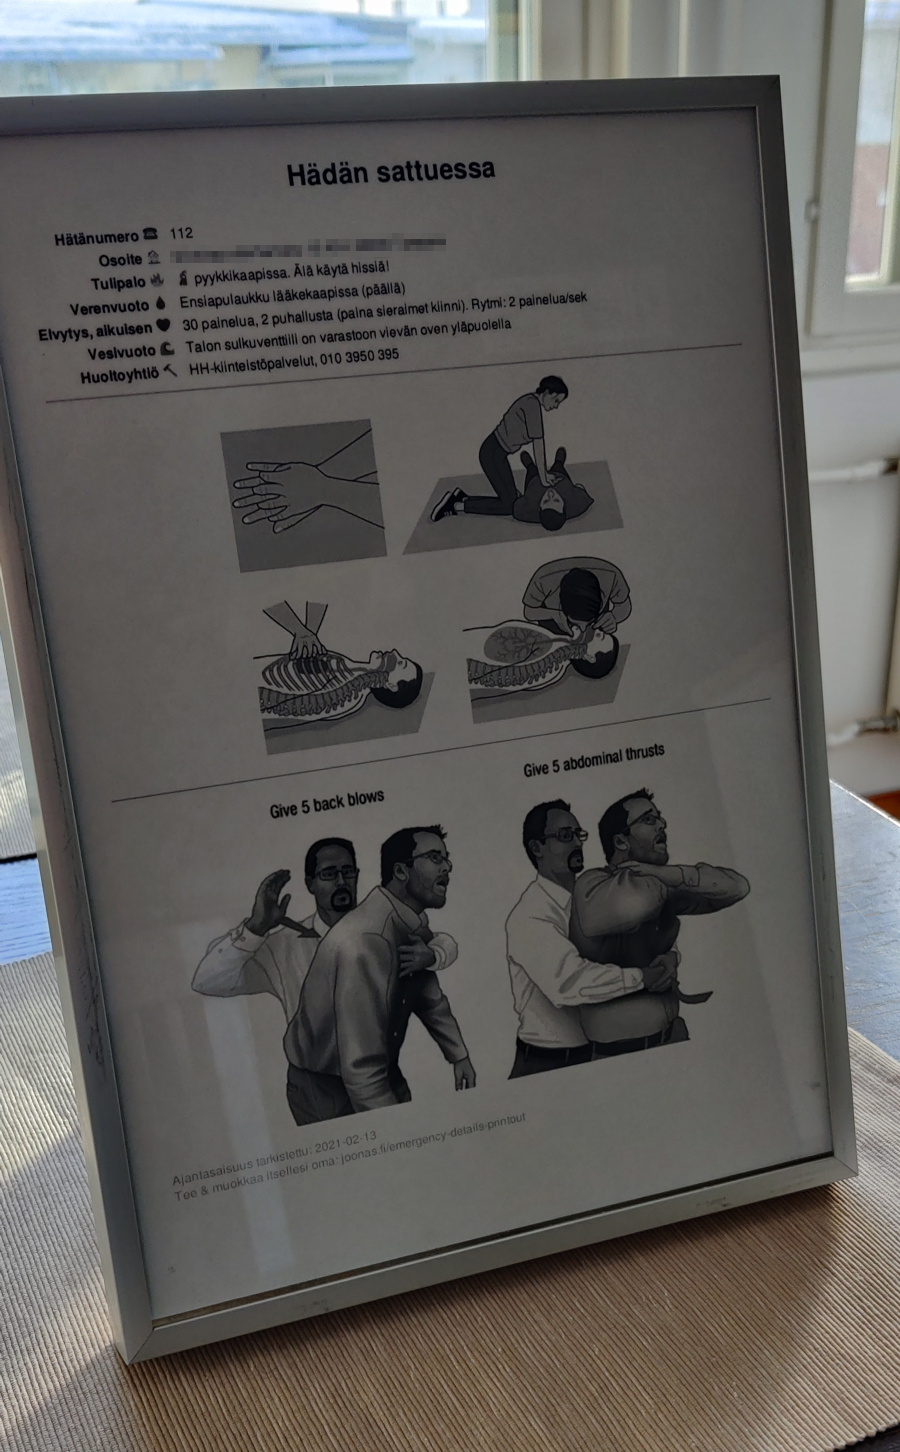 Hädän sattuessa
Hätänumero 112
Osoite
Tulipalo pyykkikaapissa. Älä käytä hissiä!
Verenvuoto Ensiapulaukku lääkekaapissa (päällä)
Elvytys, aikuisen 30 painelua, 2 puhallusta (paina sieraimet kiinni). Rytmi: 2 painelua/sek
Vesivuoto Talon sulkuventtiili on varastoon vievän oven yläpuolella
Huoltoyhtiö HH-kiinteistöpalvelut, 010 3950 395
Give 5 back blows
Give 5 abdominal thrusts
Ajantasaisuus tarkistettu: 2021-02-13
Tee & muokkaa itsellesi oma: joonas.fi/emergency-details-printout